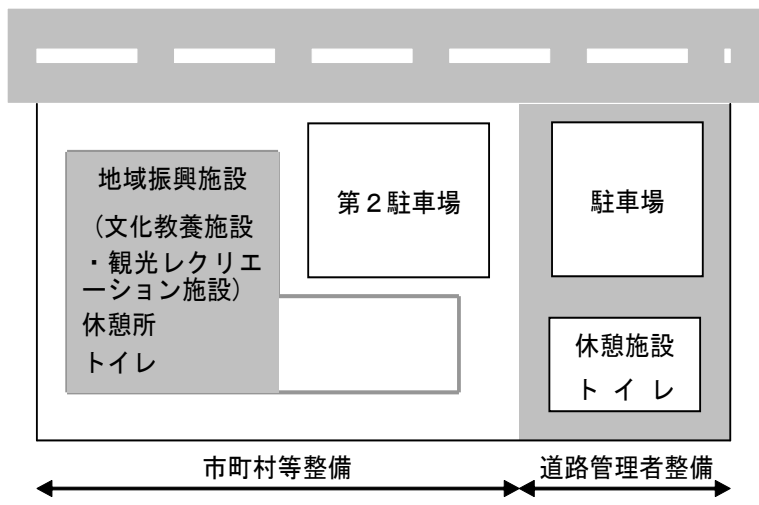 地域振興施設
（文化教養施設
・観光レクリエ
ーション施設）
休憩所
トイレ
第２駐車場
駐車場
休憩施設
トイレ
市町村等整備
道路管理者整備